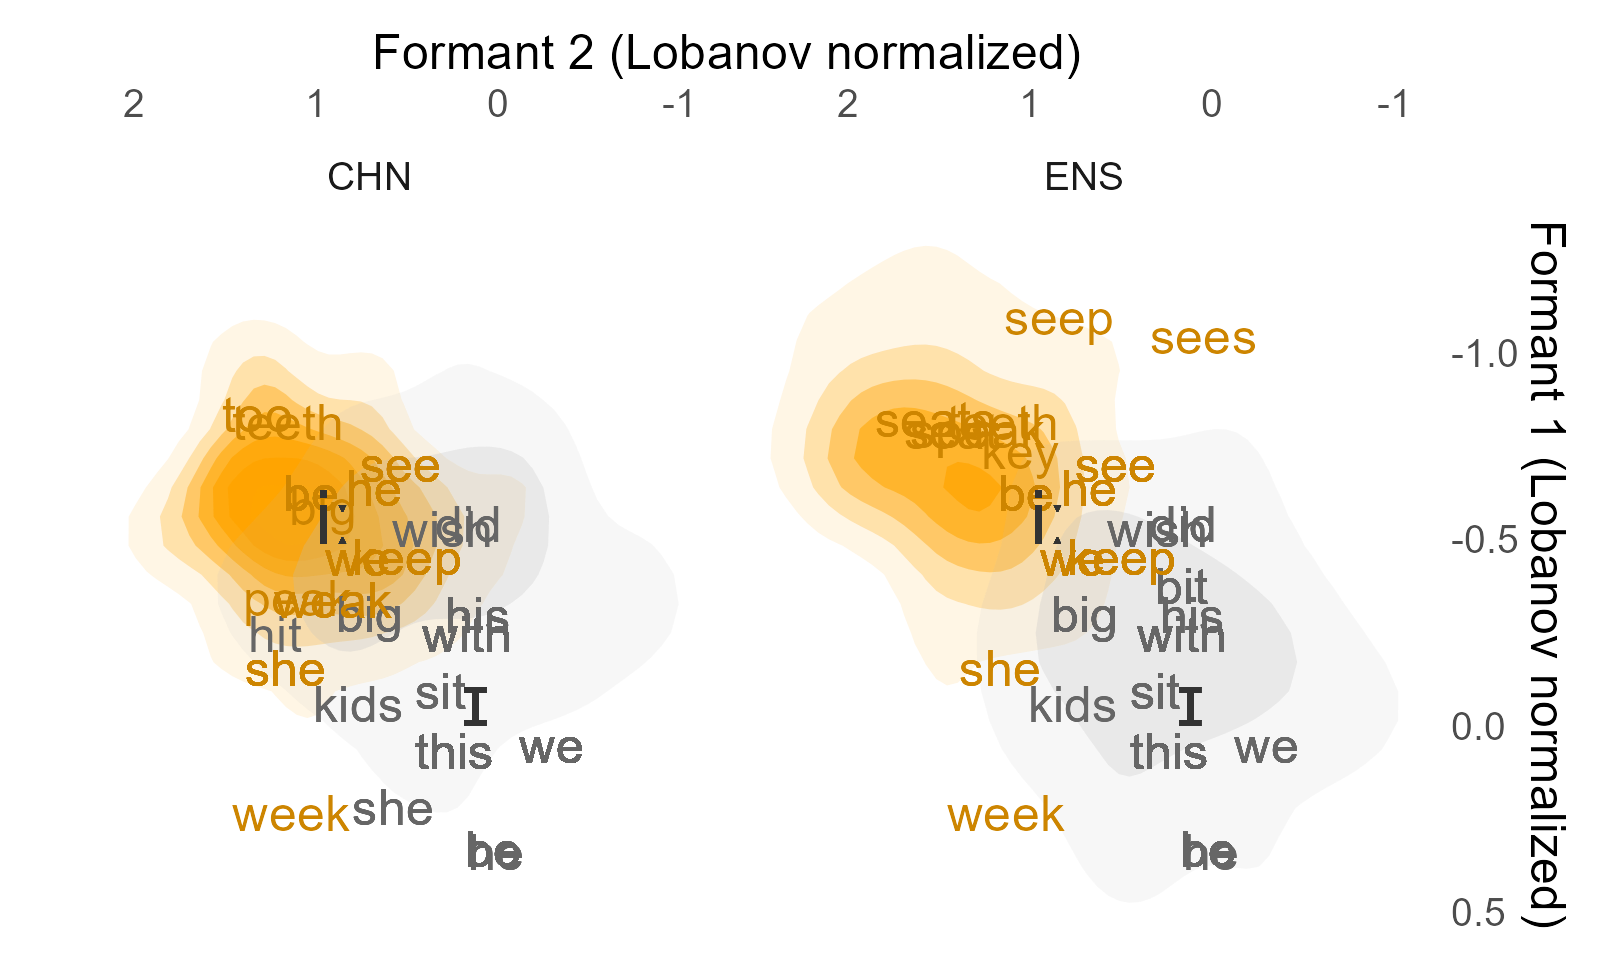 Formant 2 (Lobanov normalized)
2 1 0 -1 2 1 0 -1
CHN ENS
Formant 1 (Lobanov normalized)
-1.0
-0.5
0.0
0.5
too
teeth
see
be he
big
iː
wish did
we keep
weak
big his
hit with
she
kids sit ɪ
this we
week she
be
he
seep sees
seat
teeth
key see
be he
iː
wish did
we keep
bit
big his
with
she
kids sit ɪ
this we
week
be
he